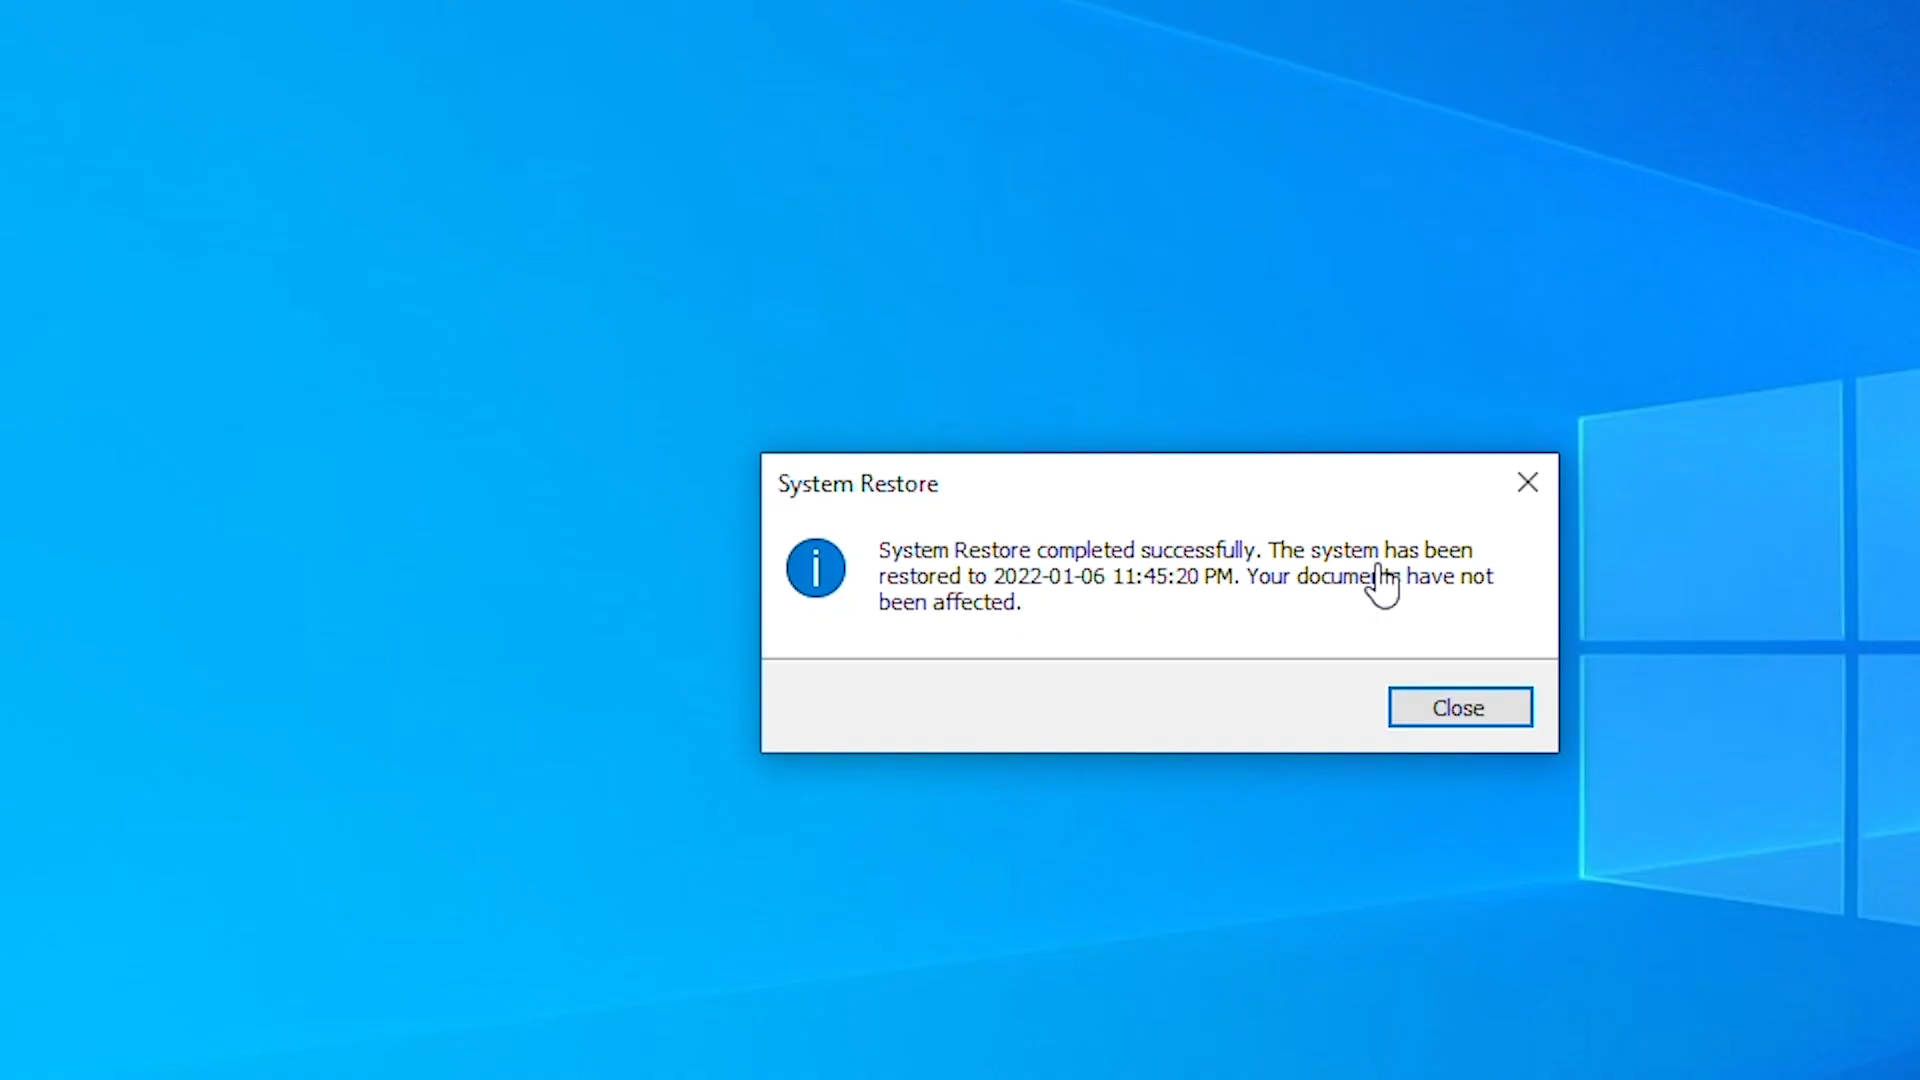 System Restore
System Restore completed successfully. The system has been
restored to 2022-01-06 11:45:20 PM. Your documents have not
been affected.
Close